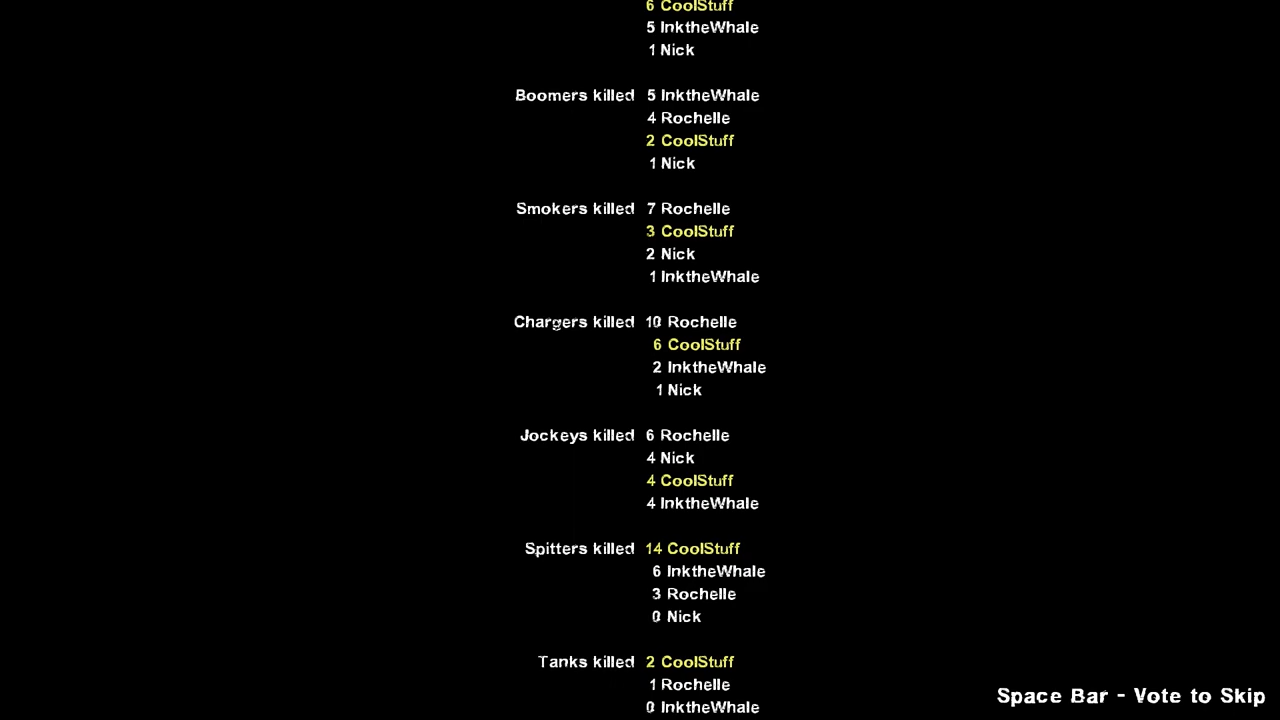 6 CoolStuff
5 InktheWhale
1 Nick
Boomers killed 5 InktheWhale
4 Rochelle
2 CoolStuff
1 Nick
Smokers killed 7 Rochelle
3 CoolStuff
2 Nick
1 InktheWhale
Chargers killed 10 Rochelle
6 CoolStuff
2 InktheWhale
1 Nick
Jockeys killed 6 Rochelle
4 Nick
4 CoolStuff
4 InktheWhale
Spitters killed 14 CoolStuff
6 InktheWhale
3 Rochelle
0 Nick
Tanks killed 2 CoolStuff
1 Rochelle
0 InktheWhale
Space Bar - Vote to Skip